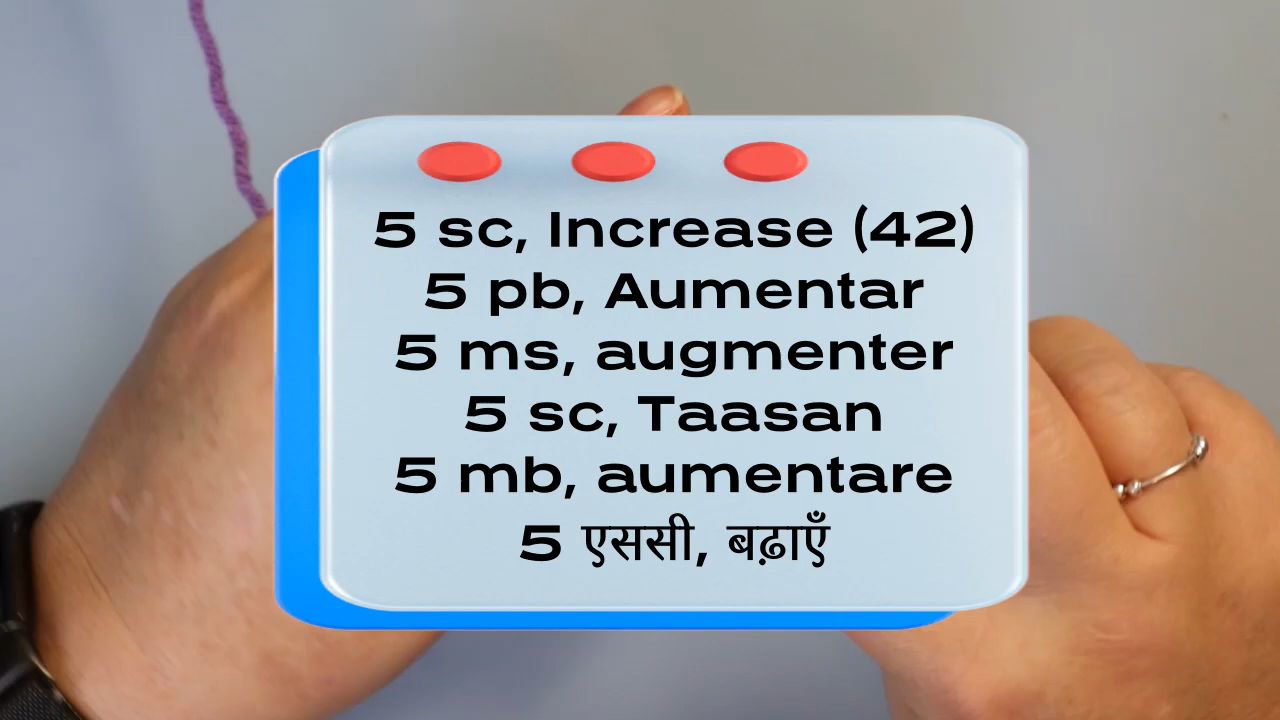 5 sc, Increase (42)
5 pb, Aumentar
5 ms, augmenter
5 sc, Taasan
5 mb, aumentare
5 एससी, बढ़ाएँ